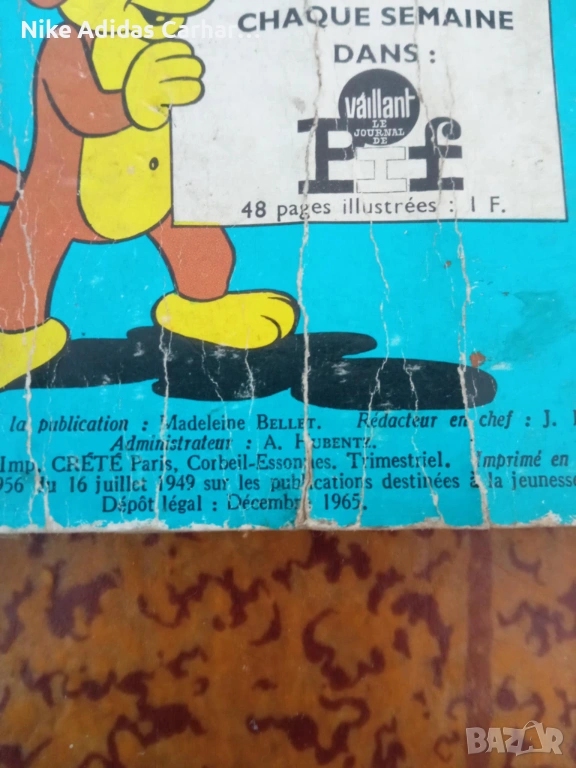 Nike Adidas Carhar...
CHAQUE SEMAINE
DANS :
Vaillant
LE
JOURNAL
DE
Pif
48 pages illustrées : 1 F.
la publication : Madeleine BELLET. Rédacteur en chef : J.
Administrateur : A. HUBENTZ.
Imp. CRÉTÉ Paris, Corbeil-Essonnes. Trimestriel. Imprimé en
956 du 16 juillet 1949 sur les publications destinées à la jeunesse
Dépôt légal : Décembre 1965.
BAZAR